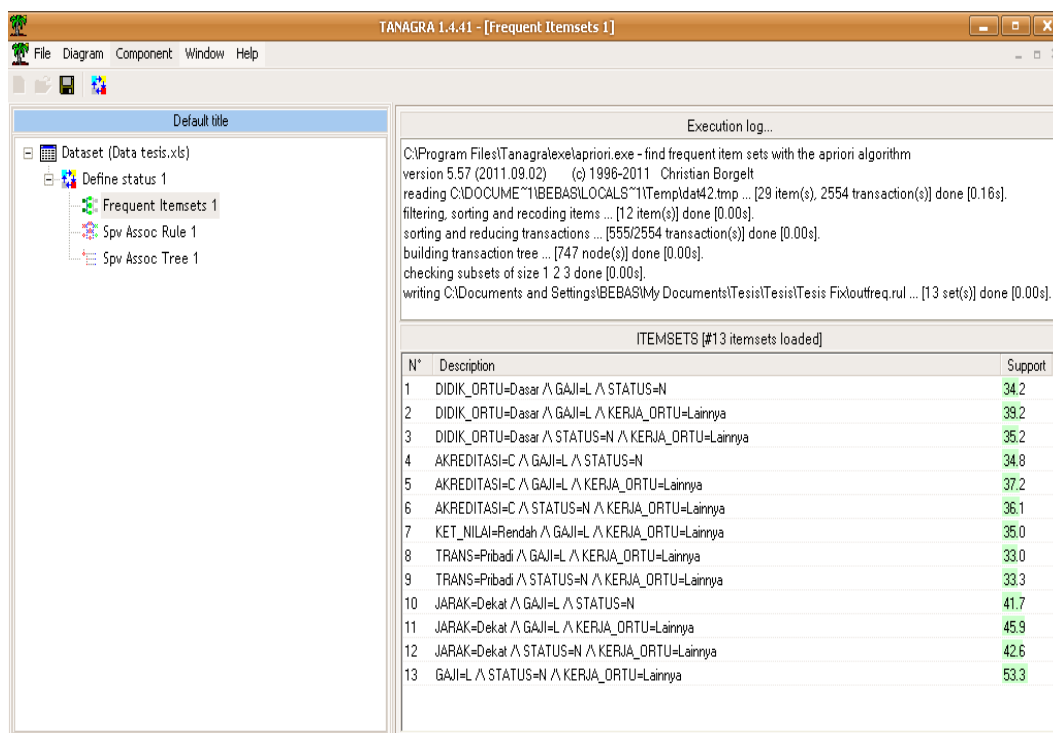 TANAGRA 1.4.41 - [Frequent Itemsets 1]
File Diagram Component Window Help
Default title
Dataset (Data tesis.xls)
Define status 1
Frequent Itemsets 1
Spv Assoc Rule 1
Spv Assoc Tree 1
Execution log...
C:\Program Files\Tanagra\exe\apriori.exe - find frequent item sets with the apriori algorithm
version 5.57 (2011.09.02) (c) 1996-2011 Christian Borgelt
reading C:\DOCUME~1\BEBAS\LOCALS~1\Temp\dat42.tmp ... [29 item(s), 2554 transaction(s)] done [0.16s].
filtering, sorting and recoding items ... [12 item(s)] done [0.00s].
sorting and reducing transactions ... [555/2554 transaction(s)] done [0.00s].
building transaction tree ... [747 node(s)] done [0.00s].
checking subsets of size 1 2 3 done [0.00s].
writing C:\Documents and Settings\BEBAS\My Documents\Tesis\Tesis\Tesis Fix\outfreq.rul ... [13 set(s)] done [0.00s].
ITEMSETS [#13 itemsets loaded]
N° Description Support
1 DIDIK_ORTU=Dasar /\ GAJI=L /\ STATUS=N 34.2
2 DIDIK_ORTU=Dasar /\ GAJI=L /\ KERJA_ORTU=Lainnya 39.2
3 DIDIK_ORTU=Dasar /\ STATUS=N /\ KERJA_ORTU=Lainnya 35.2
4 AKREDITASI=C /\ GAJI=L /\ STATUS=N 34.8
5 AKREDITASI=C /\ GAJI=L /\ KERJA_ORTU=Lainnya 37.2
6 AKREDITASI=C /\ STATUS=N /\ KERJA_ORTU=Lainnya 36.1
7 KET_NILAI=Rendah /\ GAJI=L /\ KERJA_ORTU=Lainnya 35.0
8 TRANS=Pribadi /\ GAJI=L /\ KERJA_ORTU=Lainnya 33.0
9 TRANS=Pribadi /\ STATUS=N /\ KERJA_ORTU=Lainnya 33.3
10 JARAK=Dekat /\ GAJI=L /\ STATUS=N 41.7
11 JARAK=Dekat /\ GAJI=L /\ KERJA_ORTU=Lainnya 45.9
12 JARAK=Dekat /\ STATUS=N /\ KERJA_ORTU=Lainnya 42.6
13 GAJI=L /\ STATUS=N /\ KERJA_ORTU=Lainnya 53.3